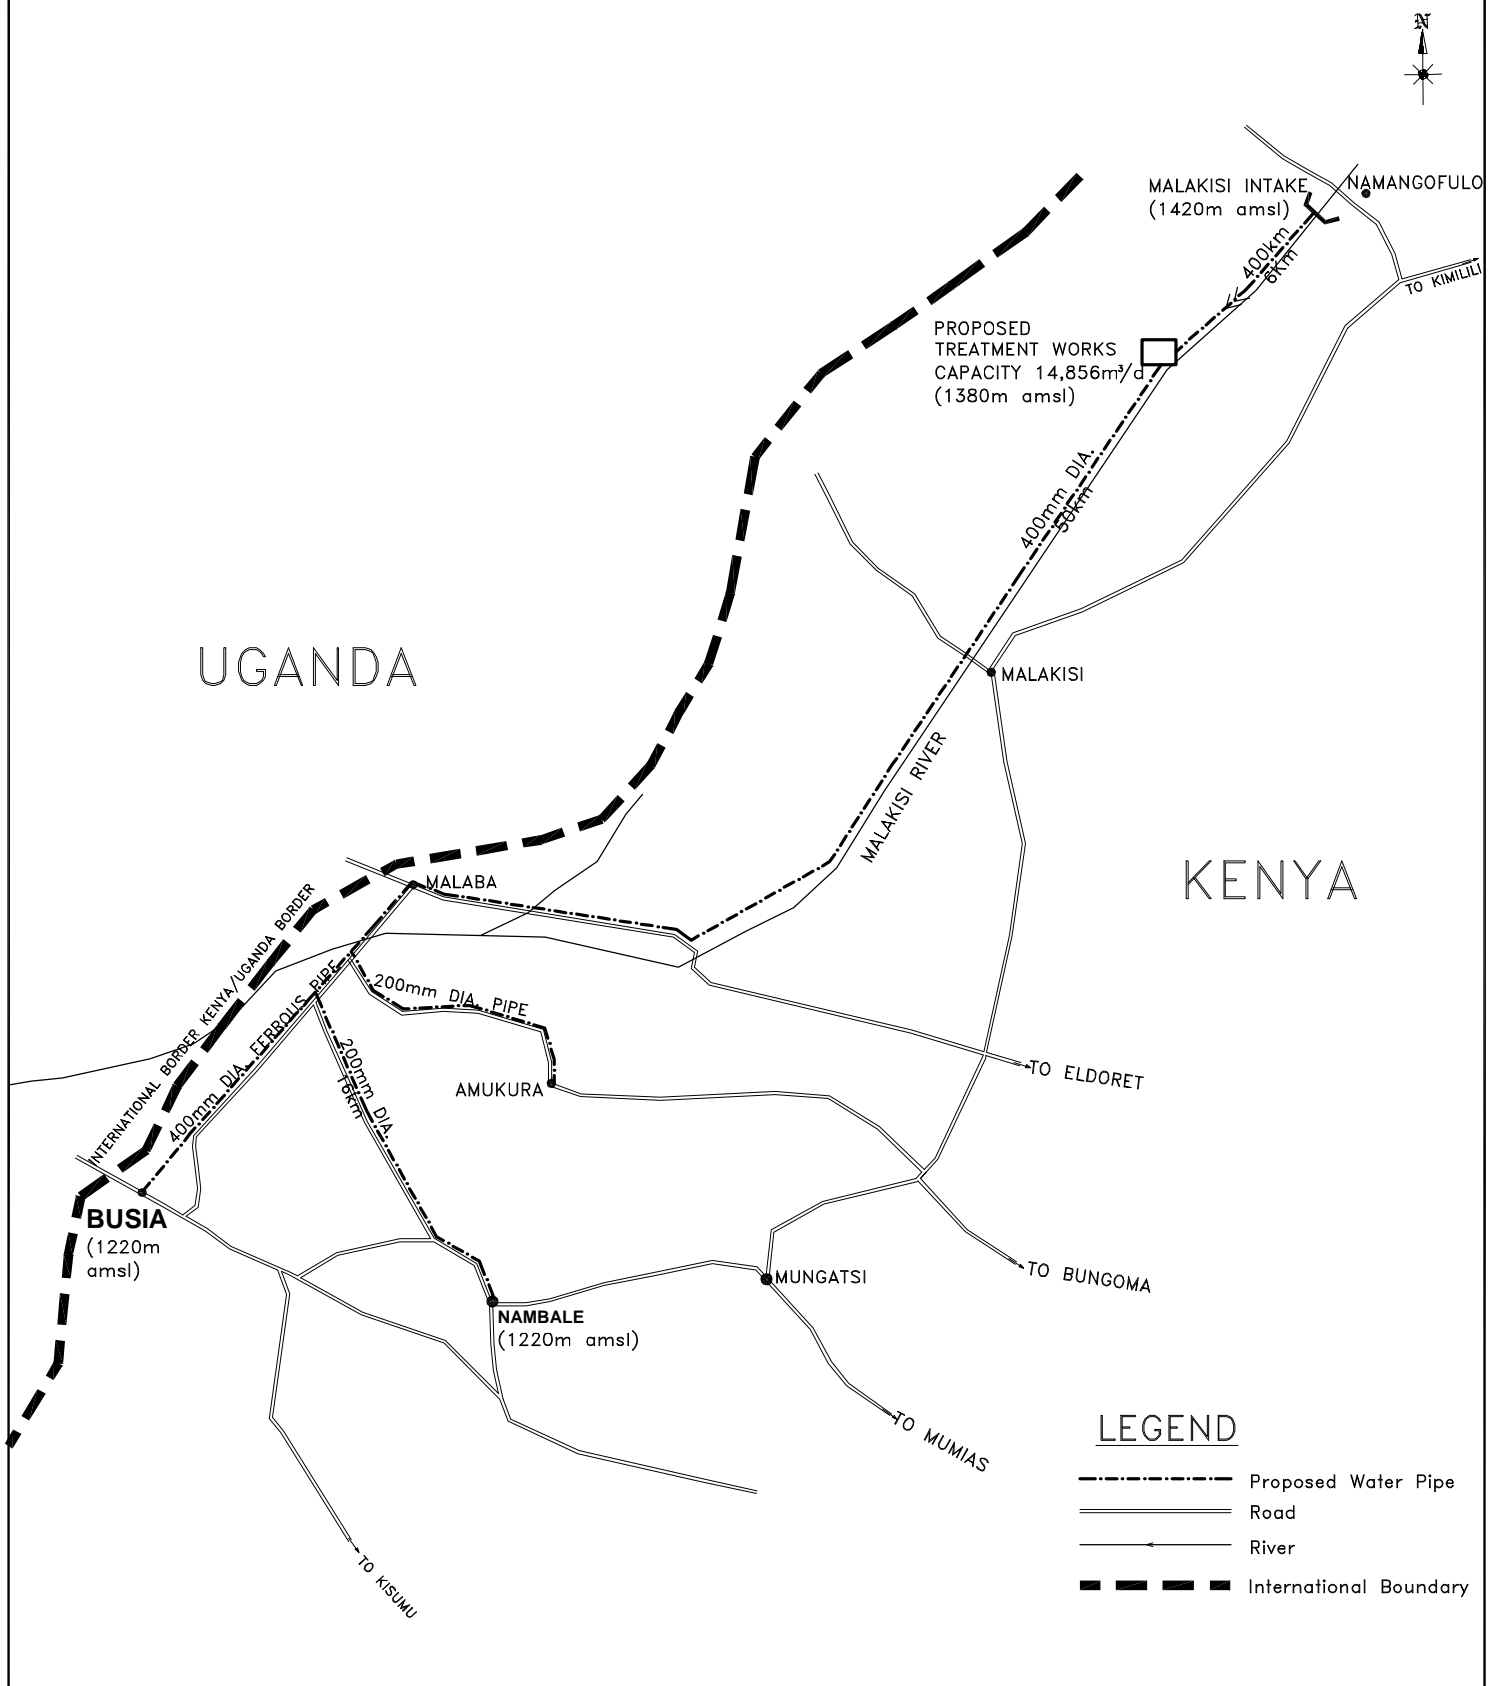 N
MALAKISI INTAKE
(1420m amsl)
NAMANGOFULO
400km
6Km
TO KIMILILI
PROPOSED
TREATMENT WORKS
CAPACITY 14,856m³/d
(1380m amsl)
400mm DIA.
50km
UGANDA
MALAKISI
MALAKISI RIVER
KENYA
MALABA
INTERNATIONAL BORDER KENYA/UGANDA BORDER
400mm DIA. FERROUS PIPE
200mm DIA. PIPE
200mm DIA.
16km
AMUKURA
TO ELDORET
BUSIA
(1220m
amsl)
MUNGATSI
TO BUNGOMA
NAMBALE
(1220m amsl)
TO MUMIAS
TO KISUMU
LEGEND
Proposed Water Pipe
Road
River
International Boundary